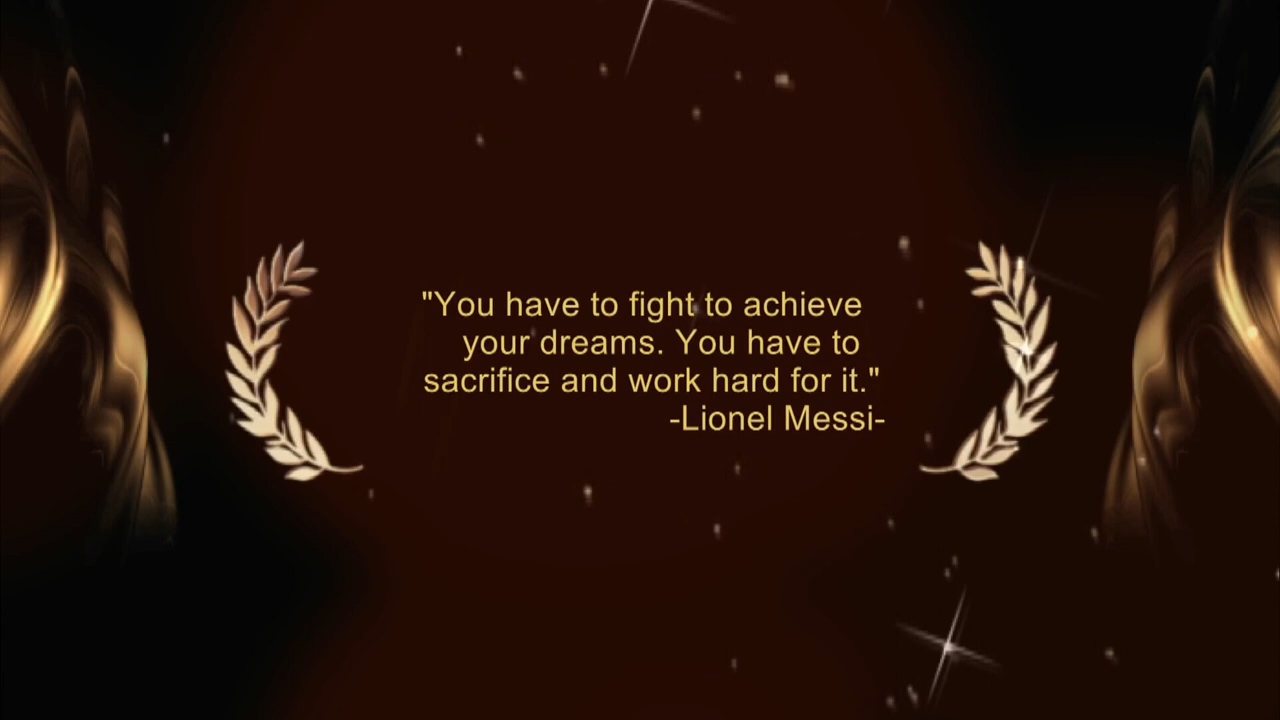 "You have to fight to achieve
your dreams. You have to
sacrifice and work hard for it."
-Lionel Messi-